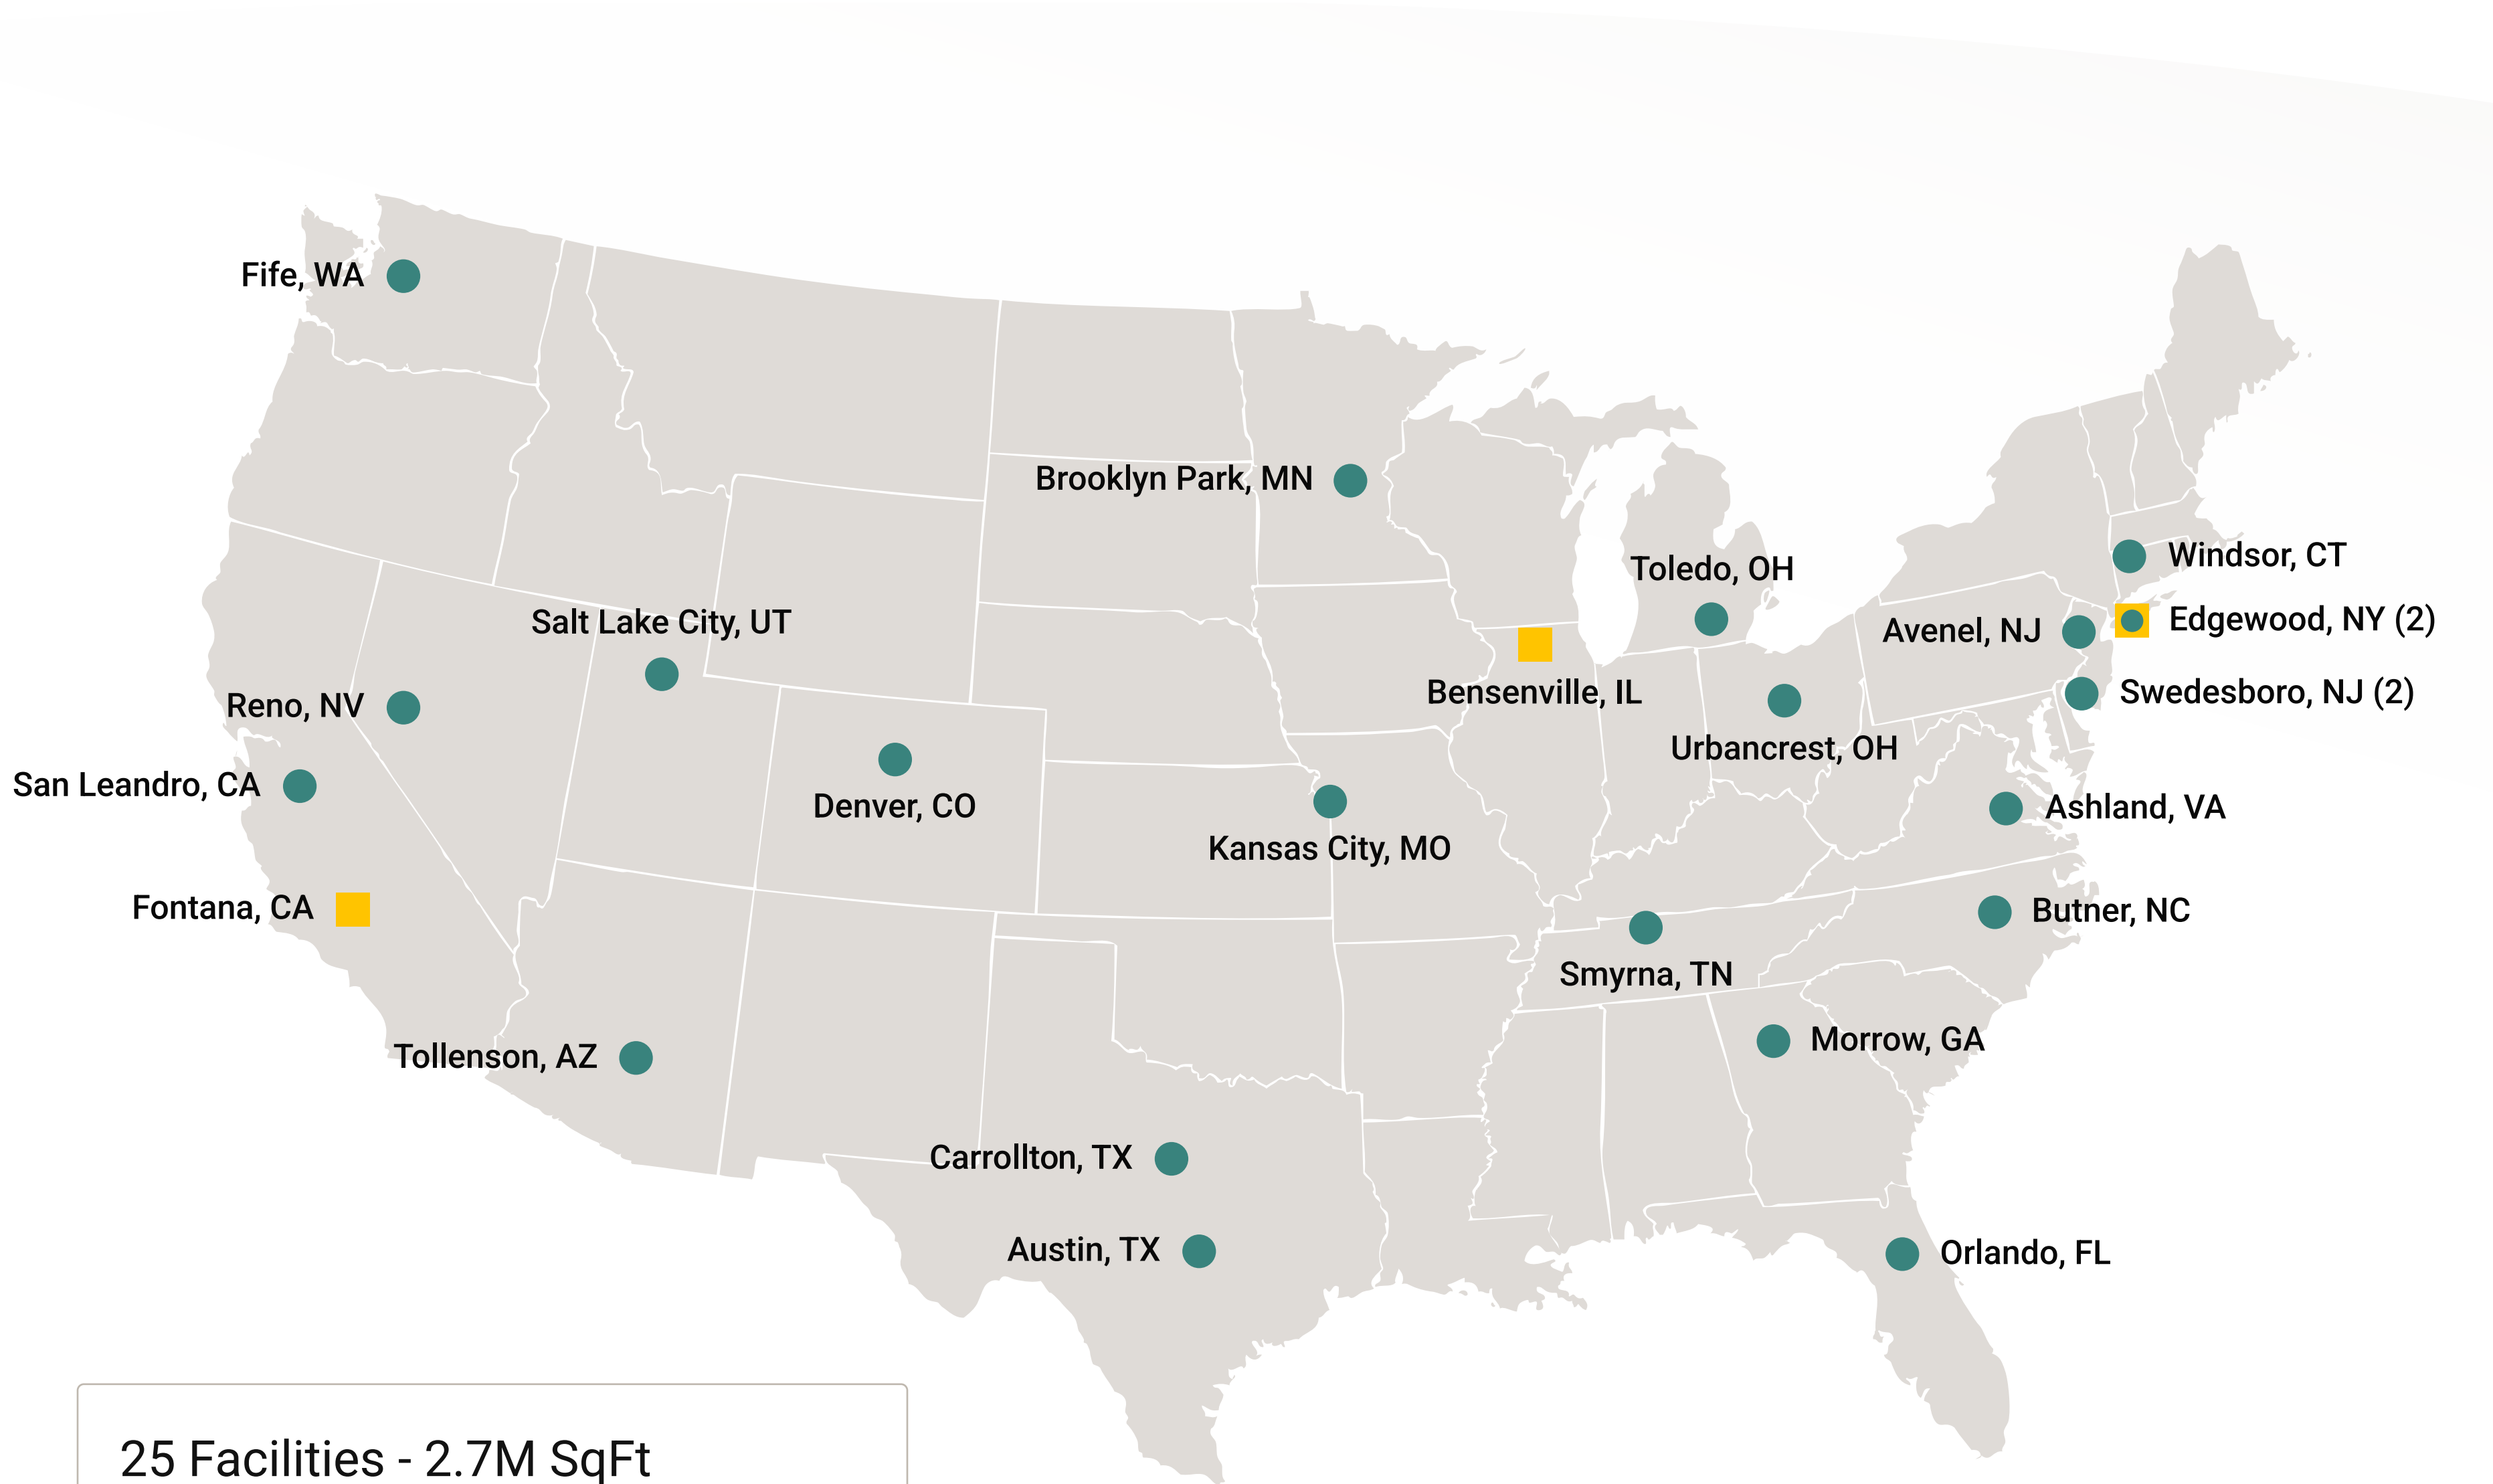 Fife, WA
Brooklyn Park, MN
Windsor, CT
Toledo, OH
Edgewood, NY (2)
Salt Lake City, UT
Avenel, NJ
Bensenville, IL
Swedesboro, NJ (2)
Reno, NV
Urbancrest, OH
San Leandro, CA
Denver, CO
Ashland, VA
Kansas City, MO
Fontana, CA
Butner, NC
Smyrna, TN
Morrow, GA
Tollenson, AZ
Carrollton, TX
Austin, TX
Orlando, FL
25 Facilities - 2.7M SqFt